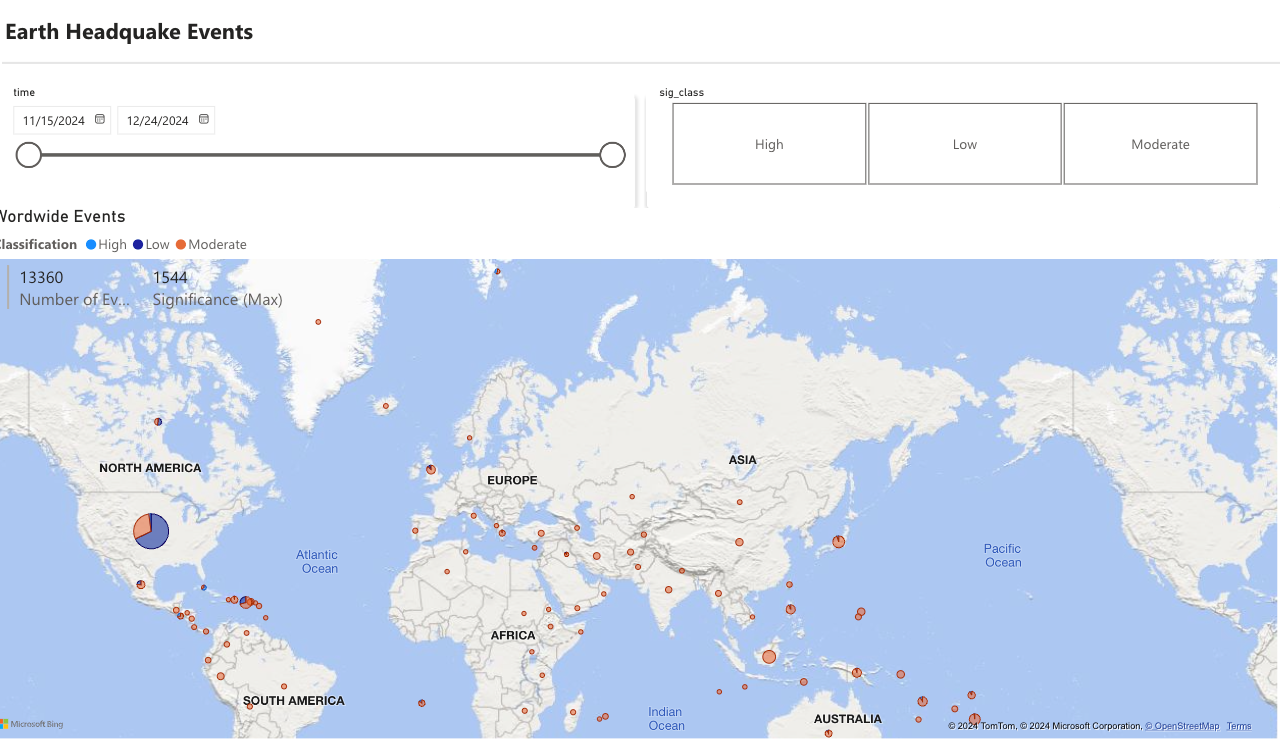 Earth Headquake Events
time
sig_class
11/15/2024 12/24/2024
High Low Moderate
Wordwide Events
lassification High Low Moderate
13360 1544
Number of Ev... Significance (Max)
NORTH AMERICA
ASIA
EUROPE
Atlantic
Ocean
Pacific
Ocean
AFRICA
SOUTH AMERICA
Indian
Ocean
AUSTRALIA
Microsoft Bing
© 2024 TomTom, © 2024 Microsoft Corporation, © OpenStreetMap Terms